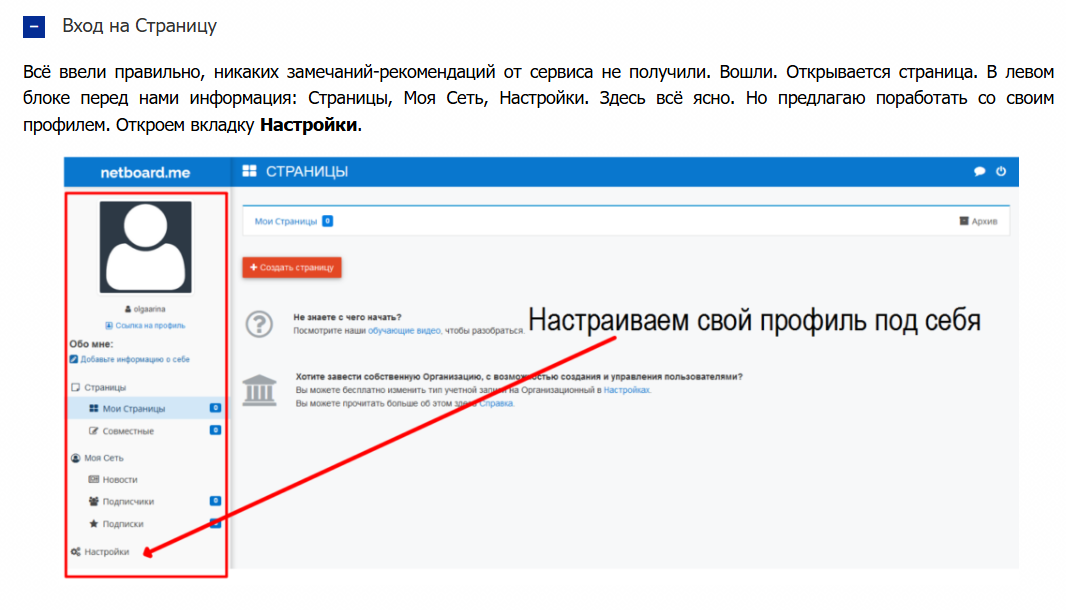 Вход на Страницу
Всё ввели правильно, никаких замечаний-рекомендаций от сервиса не получили. Вошли. Открывается страница. В левом
блоке перед нами информация: Страницы, Моя Сеть, Настройки. Здесь всё ясно. Но предлагаю поработать со своим
профилем. Откроем вкладку Настройки.
netboard.me
СТРАНИЦЫ
Мои Страницы 0
Архив
+ Создать страницу
olgaarina
Ссылка на профиль
Обо мне:
Добавьте информацию о себе
Страницы
Мои Страницы 0
Совместные 0
Моя Сеть
Новости
Подписчики 0
Подписки
Настройки
Не знаете с чего начать?
Посмотрите наши обучающие видео, чтобы разобраться.
Настраиваем свой профиль под себя
Хотите завести собственную Организацию, с возможностью создания и управления пользователями?
Вы можете бесплатно изменить тип учетной записи на Организационный в Настройках.
Вы можете прочитать больше об этом здесь Справка.